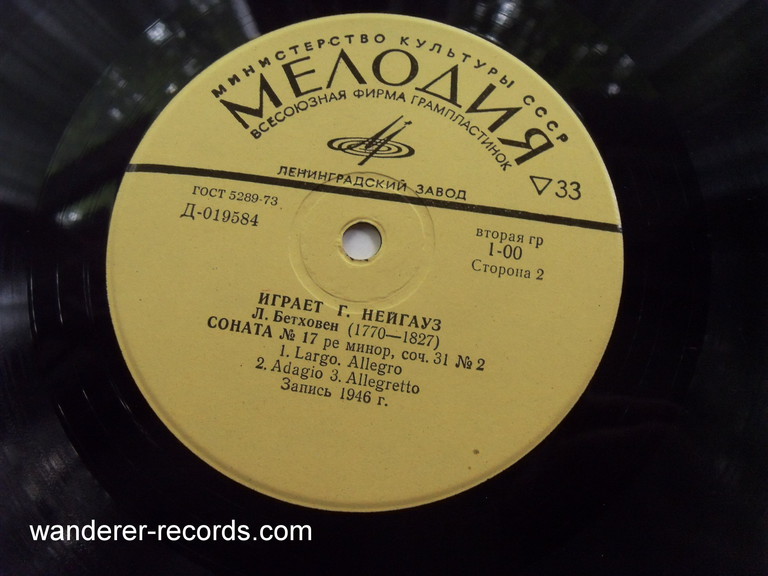 МИНИСТЕРСТВО КУЛЬТУРЫ СССР
МЕЛОДИЯ
ВСЕСОЮЗНАЯ ФИРМА ГРАМПЛАСТИНОК
ЛЕНИНГРАДСКИЙ ЗАВОД
33
ГОСТ 5289-73
Д-019584
вторая гр
1-00
Сторона 2
ИГРАЕТ Г. НЕЙГАУЗ
Л. Бетховен (1770—1827)
СОНАТА № 17 ре минор, соч. 31 № 2
1. Largo. Allegro
2. Adagio 3. Allegretto
Запись 1946 г.
wanderer-records.com